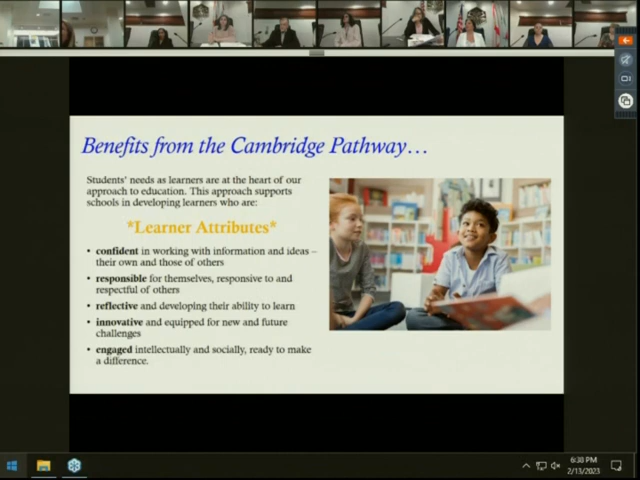 Benefits from the Cambridge Pathway…
Students' needs as learners are at the heart of our
approach to education. This approach supports
schools in developing learners who are:
*Learner Attributes*
• confident in working with information and ideas –
their own and those of others
• responsible for themselves, responsive to and
respectful of others
• reflective and developing their ability to learn
• innovative and equipped for new and future
challenges
• engaged intellectually and socially, ready to make
a difference.
6:38 PM
2/13/2023